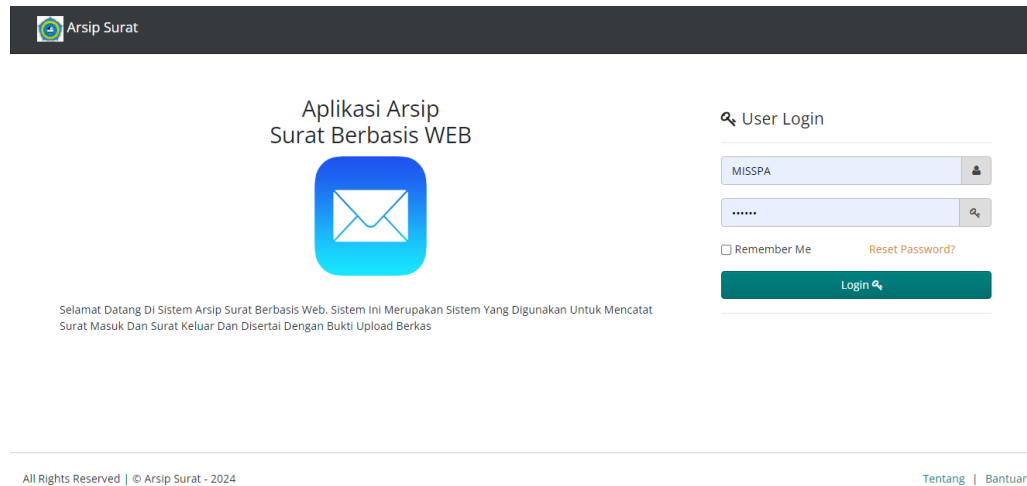 Arsip Surat
Aplikasi Arsip
Surat Berbasis WEB
Selamat Datang Di Sistem Arsip Surat Berbasis Web. Sistem Ini Merupakan Sistem Yang Digunakan Untuk Mencatat
Surat Masuk Dan Surat Keluar Dan Disertai Dengan Bukti Upload Berkas
User Login
MISSPA
••••••
Remember Me
Reset Password?
Login
All Rights Reserved | © Arsip Surat - 2024
Tentang | Bantuan